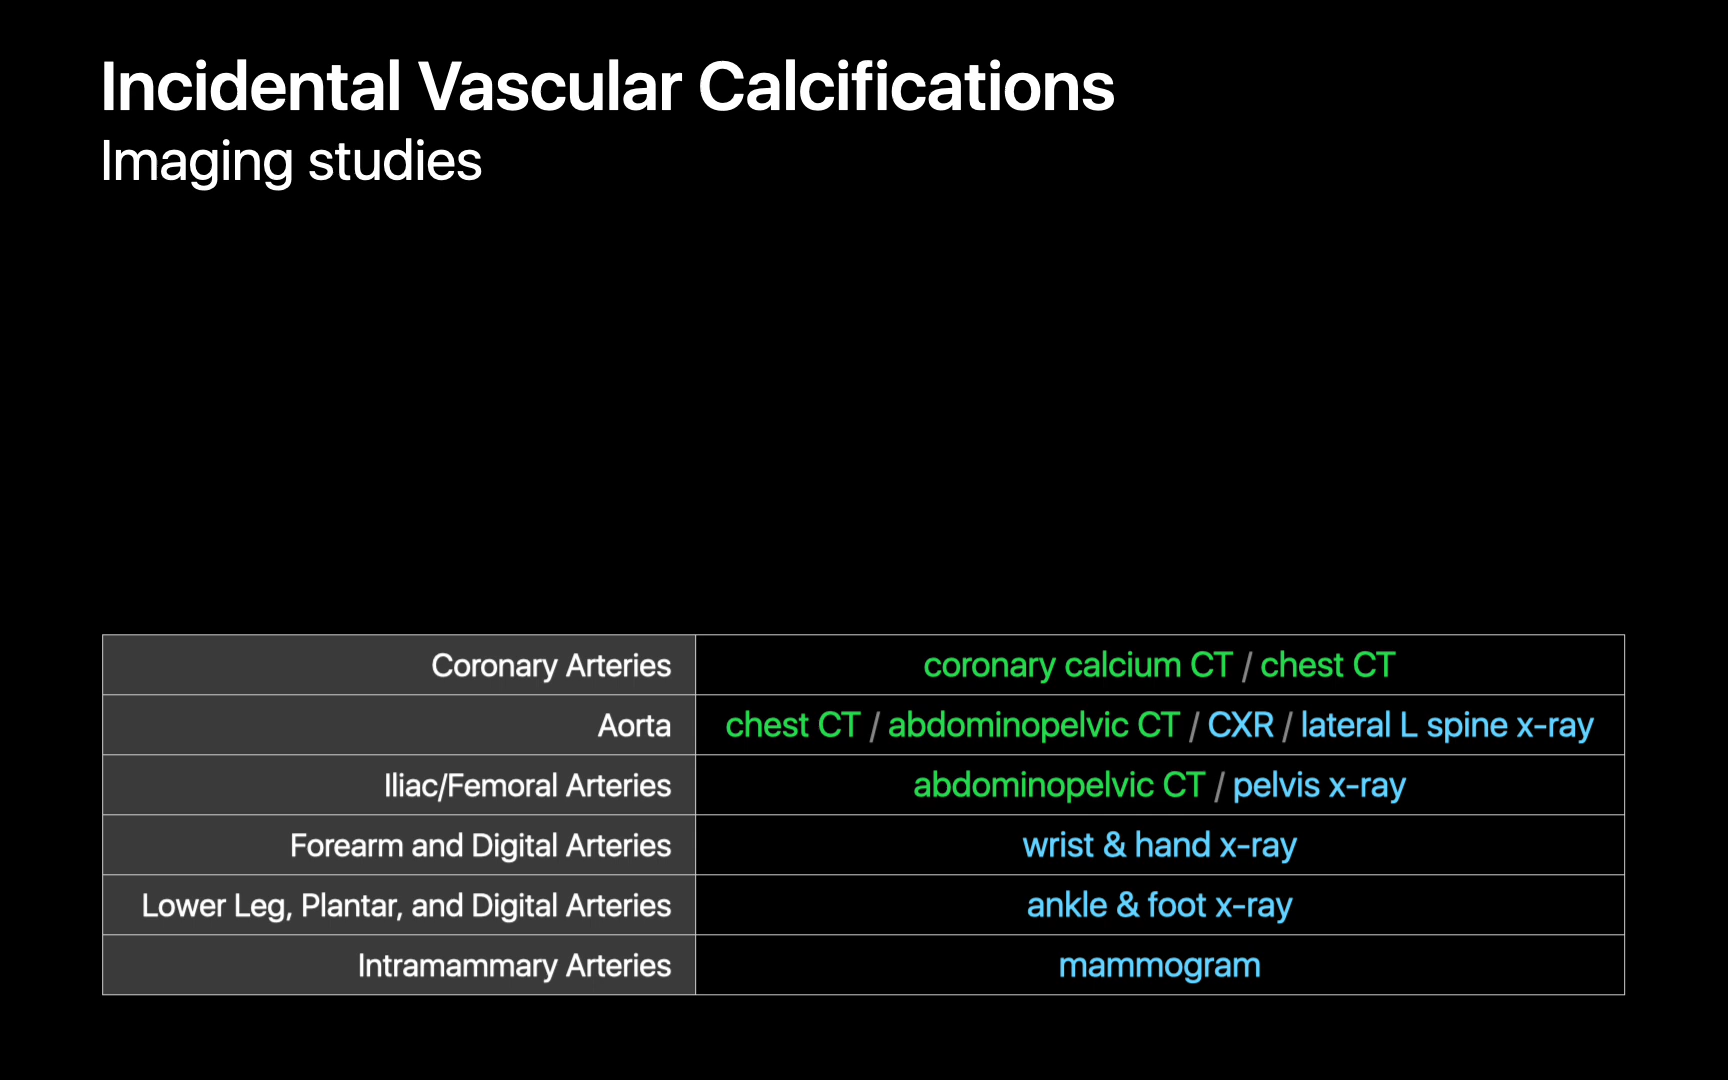 Incidental Vascular Calcifications
Imaging studies
Coronary Arteries coronary calcium CT / chest CT
Aorta chest CT / abdominopelvic CT / CXR / lateral L spine x-ray
Iliac/Femoral Arteries abdominopelvic CT / pelvis x-ray
Forearm and Digital Arteries wrist & hand x-ray
Lower Leg, Plantar, and Digital Arteries ankle & foot x-ray
Intramammary Arteries mammogram